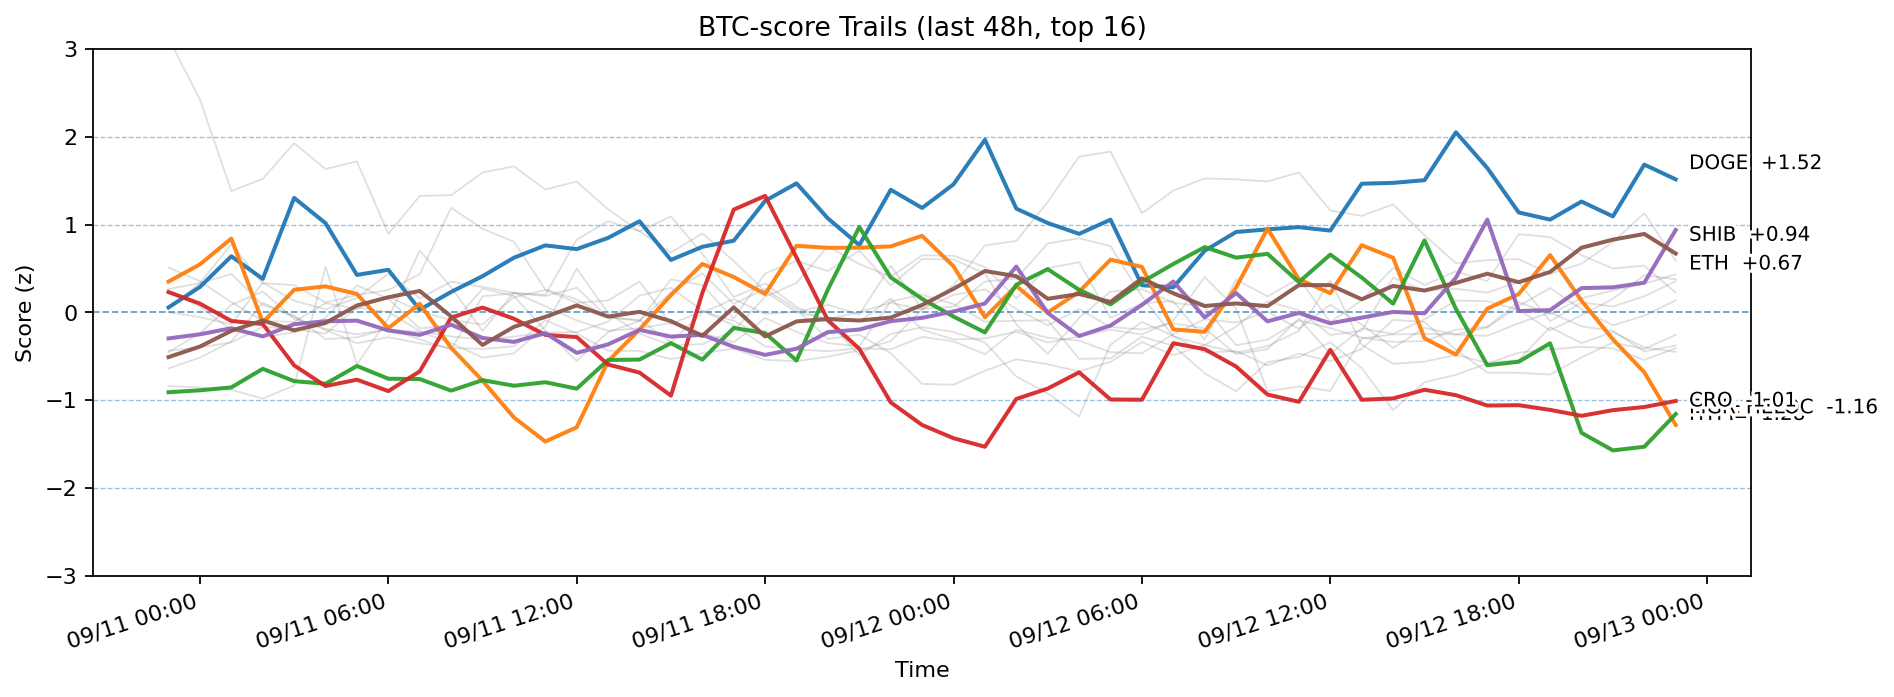 BTC-score Trails (last 48h, top 16)
Score (z)
3
2
1
0
−1
−2
−3
DOGE +1.52
SHIB +0.94
ETH +0.67
CRO -1.01
-1.16
09/11 00:00
09/11 06:00
09/11 12:00
09/11 18:00
09/12 00:00
09/12 06:00
09/12 12:00
09/12 18:00
09/13 00:00
Time